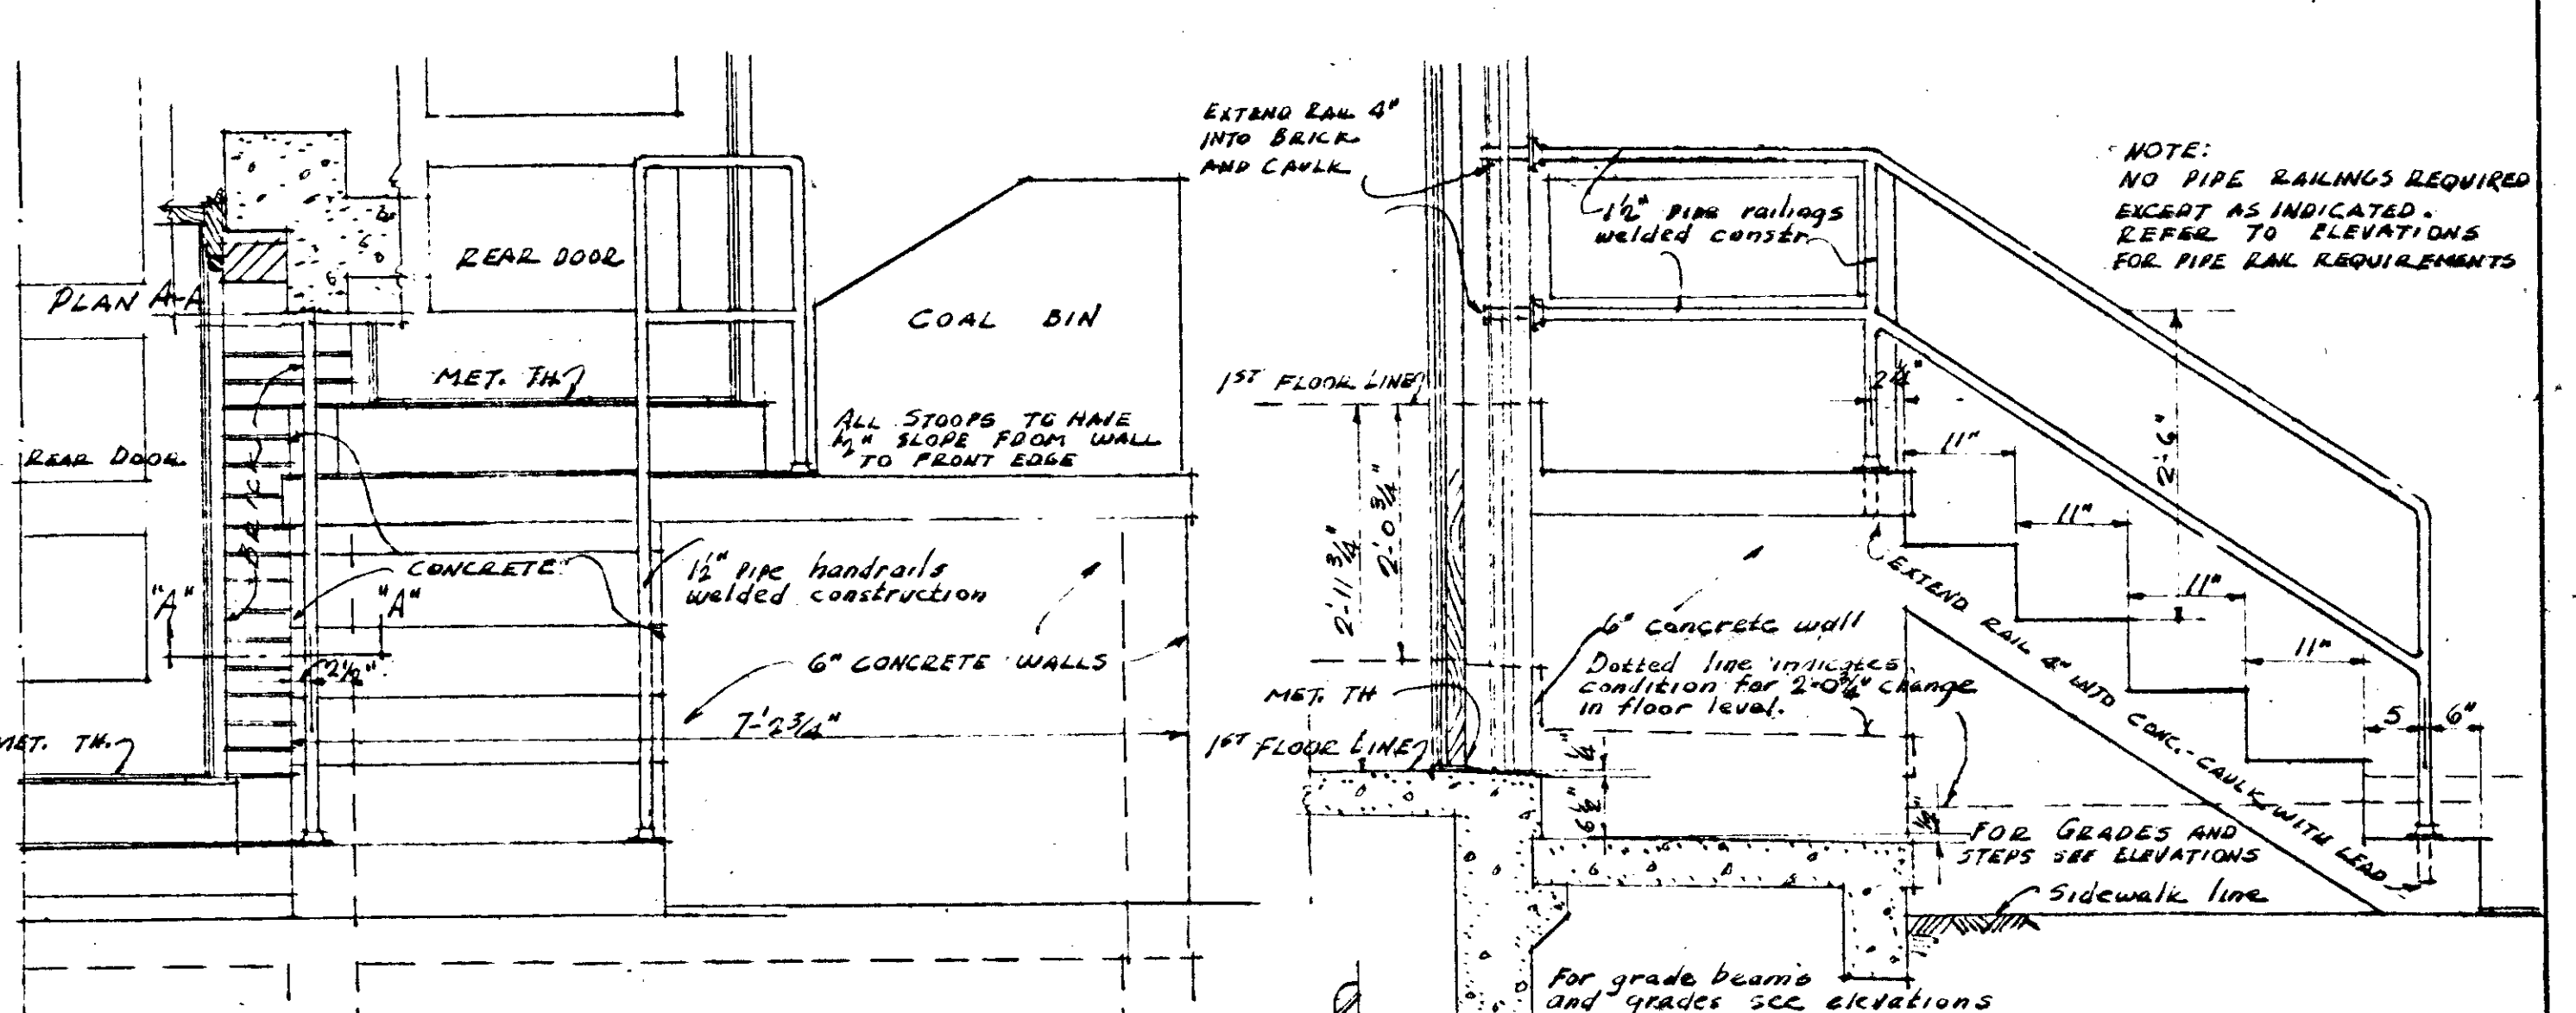 PLAN A-A
REAR DOOR
COAL BIN
MET. TH.
ALL STOOPS TO HAVE
1/2" SLOPE FROM WALL
TO FRONT EDGE
REAR DOOR
BRICK
CONCRETE
"A"
"A"
1½" PIPE handrails
welded construction
2½"
6" CONCRETE WALLS
7'-2¾"
MET. TH.
EXTEND RAIL 4"
INTO BRICK
AND CAULK
1½" PIPE railings
welded constr.
NOTE:
NO PIPE RAILINGS REQUIRED
EXCEPT AS INDICATED.
REFER TO ELEVATIONS
FOR PIPE RAIL REQUIREMENTS
1ST FLOOR LINE
2¼"
2'-6"
11"
11"
11"
11"
5
6"
2'-11¾"
2'-0¾"
EXTEND RAIL 4" INTO CONC.-CAULK WITH LEAD
6" concrete wall
Dotted line indicates
condition for 2'-0¾" change
in floor level.
MET. TH
1ST FLOOR LINE
6¾"
FOR GRADES AND
STEPS SEE ELEVATIONS
Sidewalk line
For grade beams
and grades see elevations